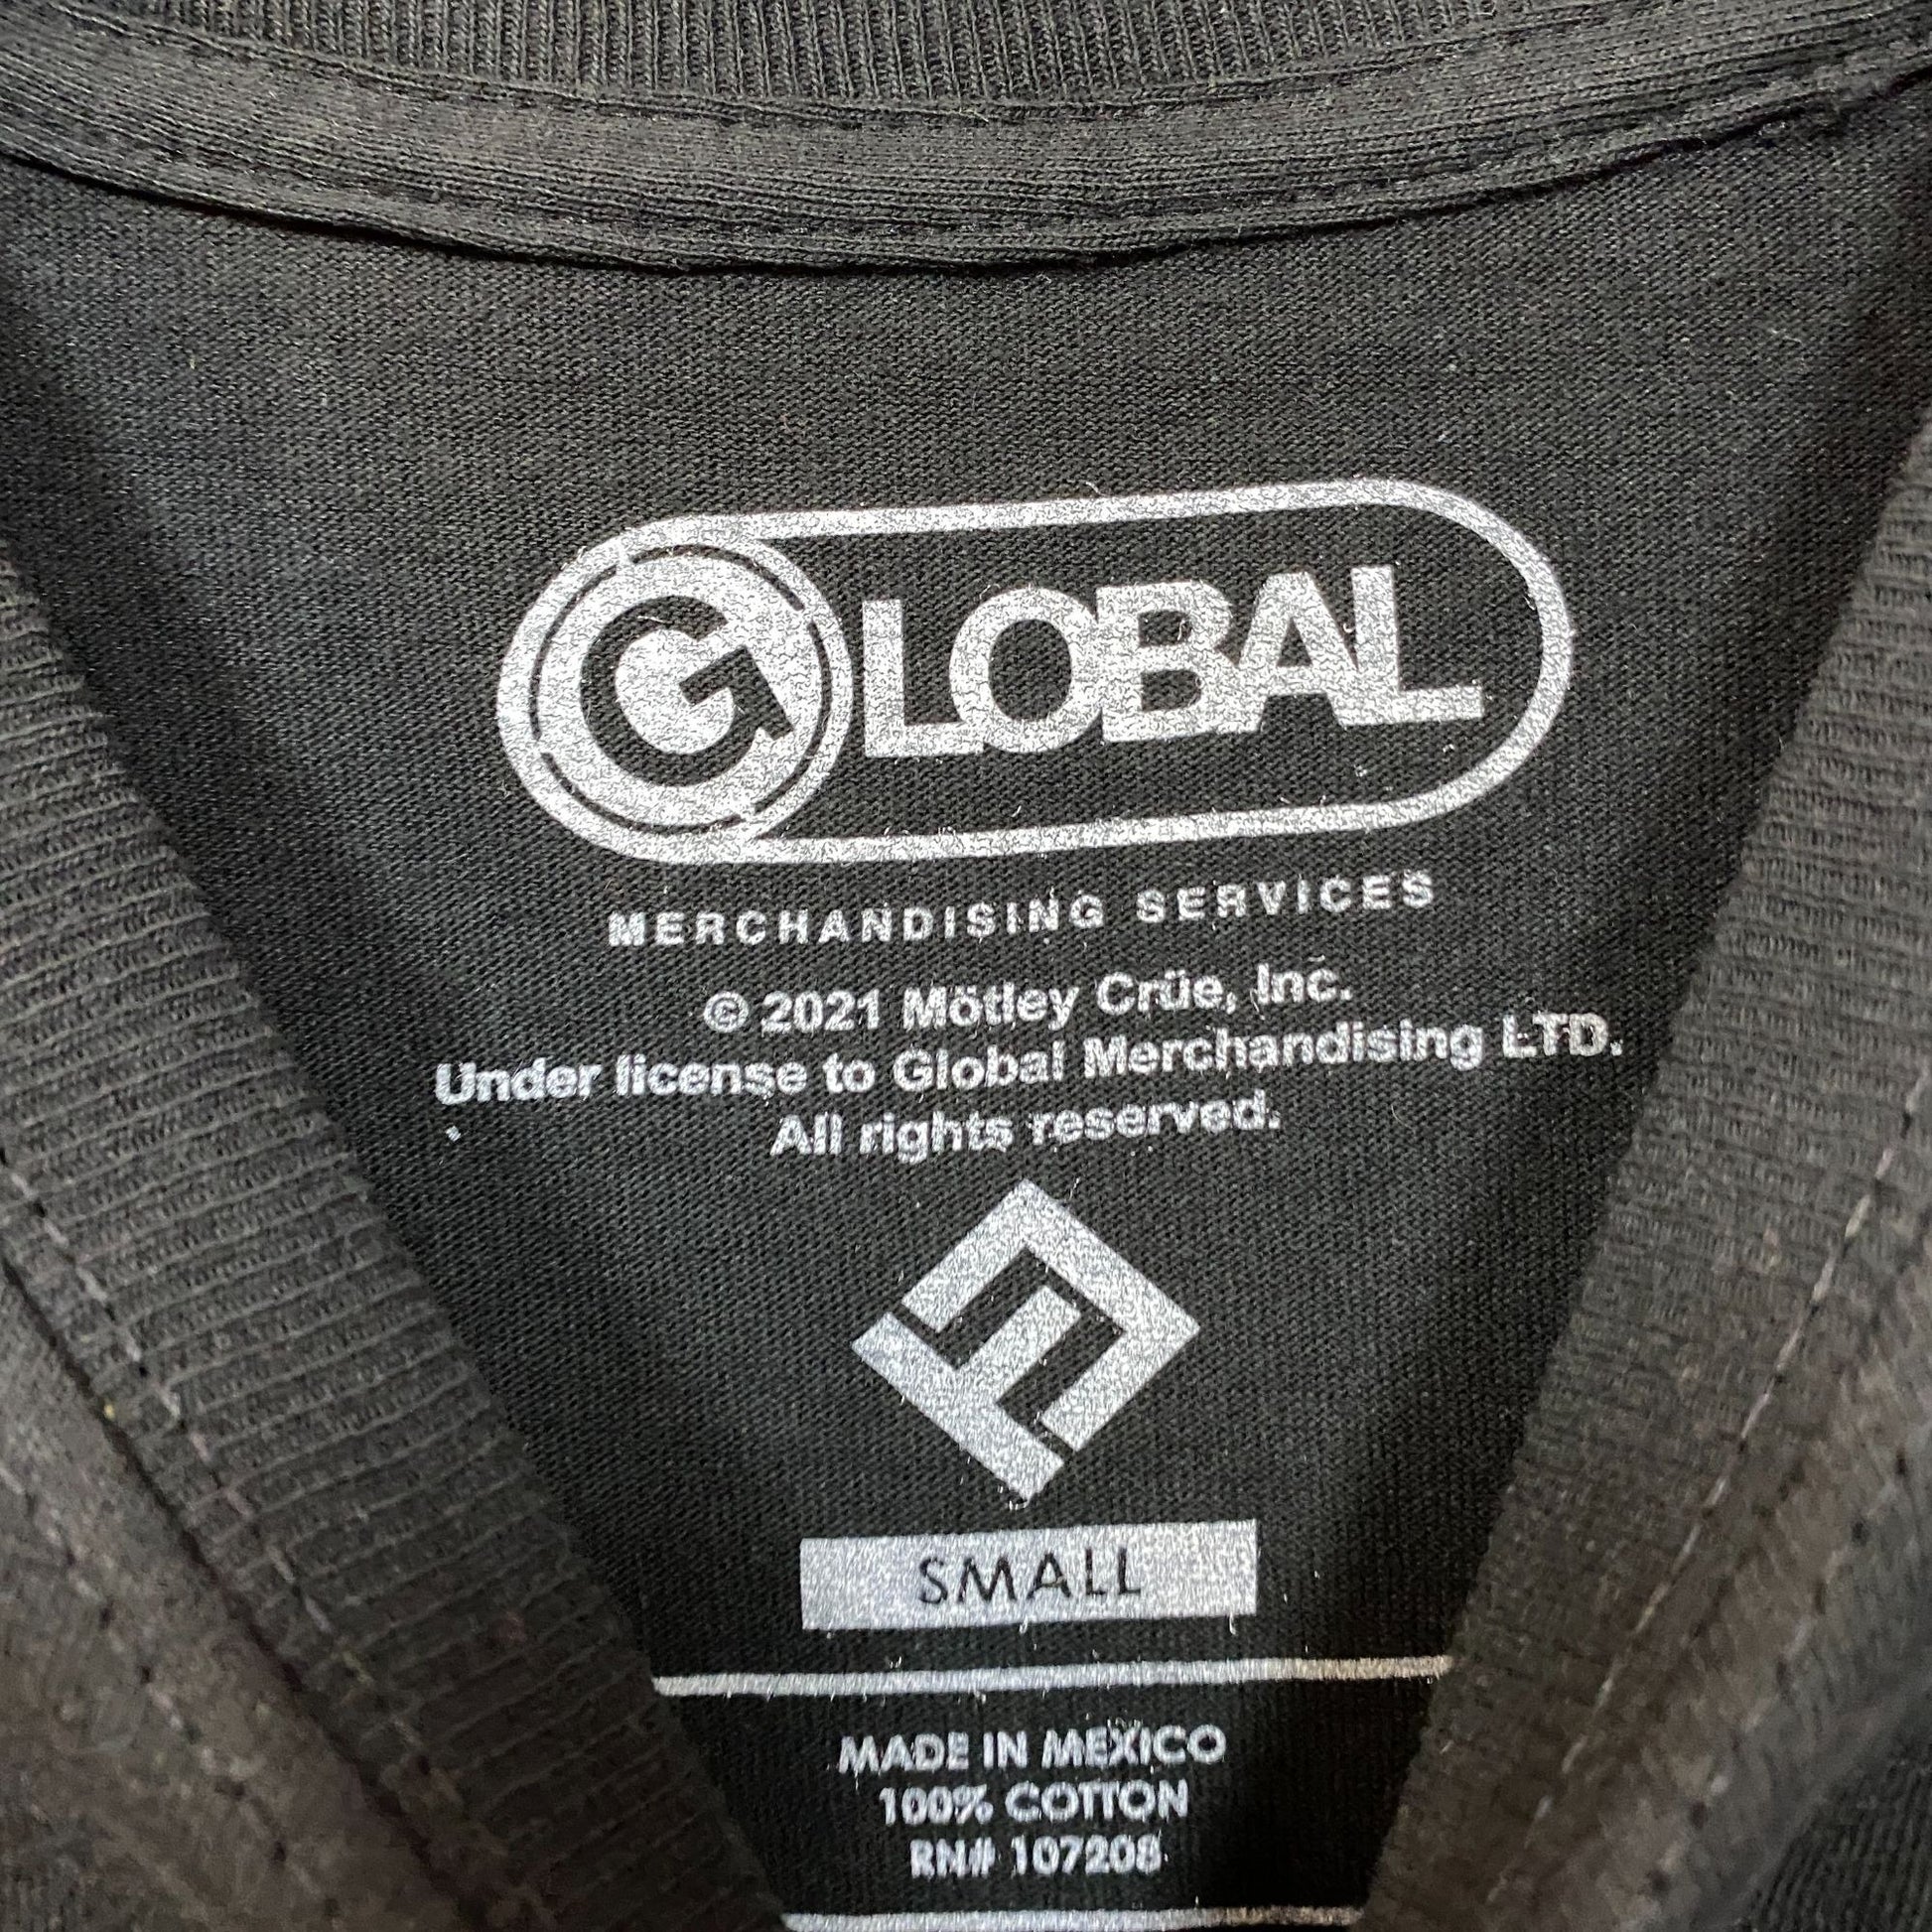 GLOBAL
MERCHANDISING SERVICES
© 2021 Mötley Crüe, Inc.
Under license to Global Merchandising LTD.
All rights reserved.
SMALL
MADE IN MEXICO
100% COTTON
RN# 107208